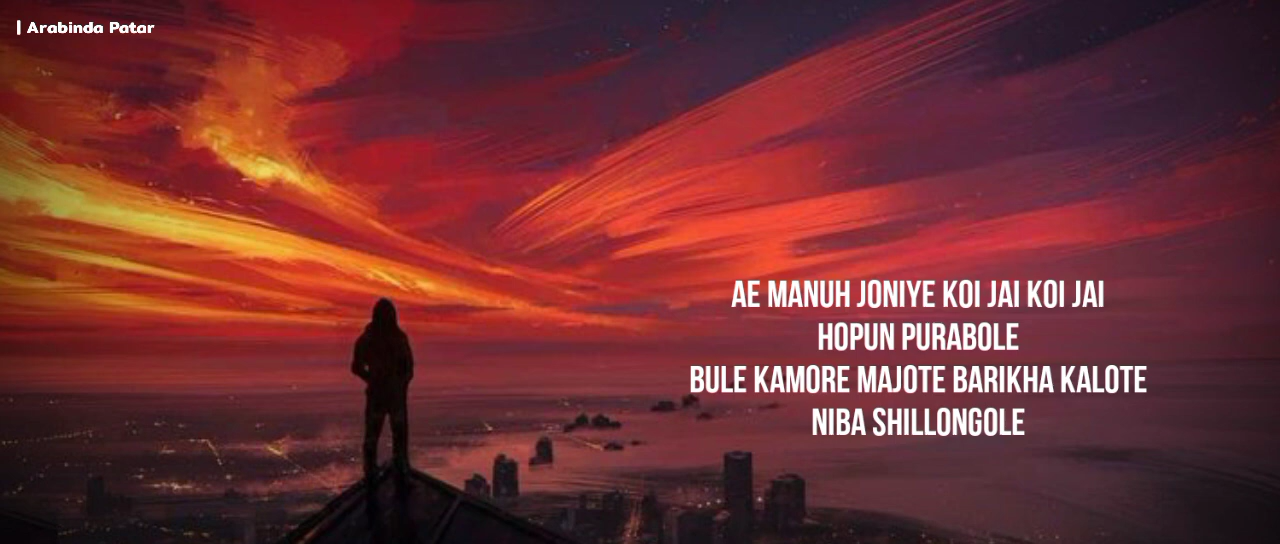 | Arabinda Patar
AE MANUH JONIYE KOI JAI KOI JAI
HOPUN PURABOLE
BULE KAMORE MAJOTE BARIKHA KALOTE
NIBA SHILLONGOLE